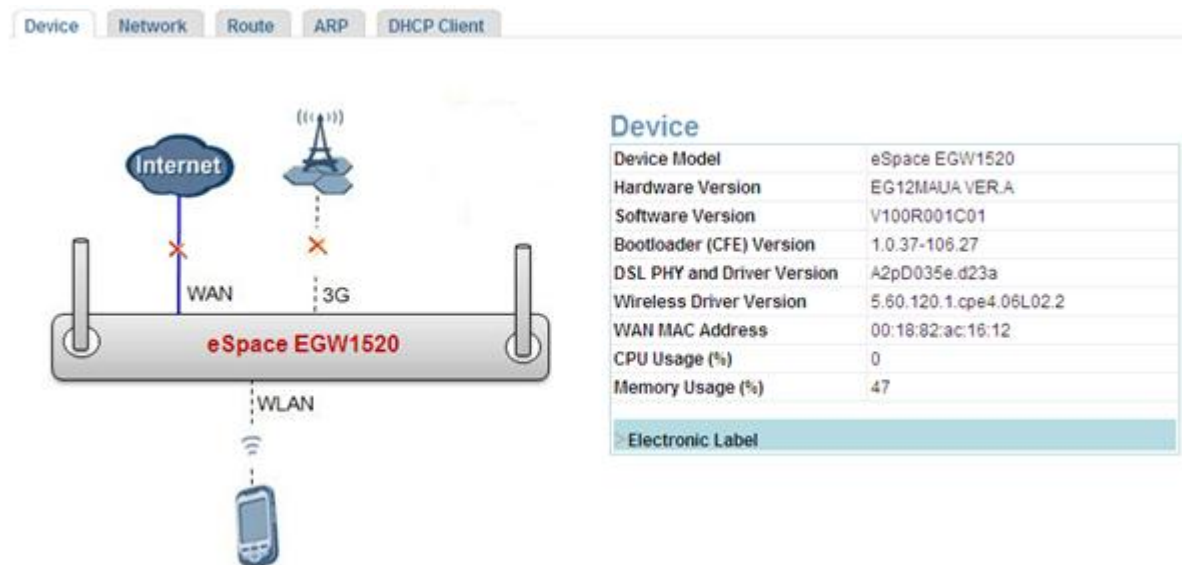 Device Network Route ARP DHCP Client
Internet
WAN
3G
eSpace EGW1520
WLAN
Device
Device Model eSpace EGW1520
Hardware Version EG12MAUA VER.A
Software Version V100R001C01
Bootloader (CFE) Version 1.0.37-106.27
DSL PHY and Driver Version A2pD035e.d23a
Wireless Driver Version 5.60.120.1.cpe4.06L02.2
WAN MAC Address 00:18:82:ac:16:12
CPU Usage (%) 0
Memory Usage (%) 47
>Electronic Label